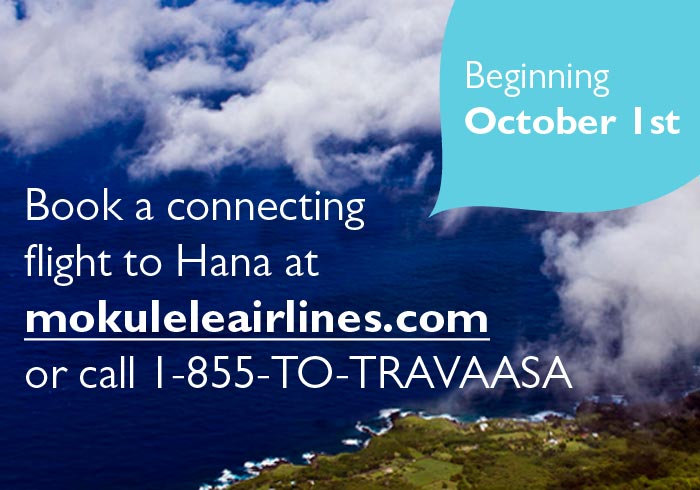 Beginning
October 1st
Book a connecting
flight to Hana at
mokuleleairlines.com
or call 1-855-TO-TRAVAASA